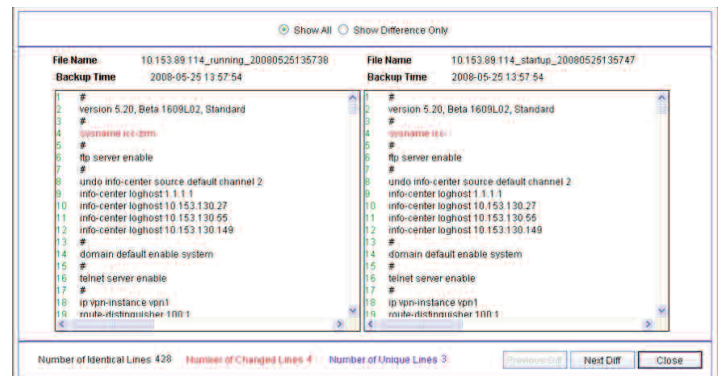 Show All Show Difference Only
File Name 10.153.89.114_running_20080525135738
Backup Time 2008-05-25 13:57:54
1 #
2 version 5.20, Beta 1609L02, Standard
3 #
4 sysname
5 #
6 ftp server enable
7 #
8 undo info-center source default channel 2
9 info-center loghost 1.1.1.1
10 info-center loghost 10.153.130.27
11 info-center loghost 10.153.130.55
12 info-center loghost 10.153.130.149
13 #
14 domain default enable system
15 #
16 telnet server enable
17 #
18 ip vpn-instance vpn1
19 route-distinguisher 100:1
File Name 10.153.89.114_startup_20080525135747
Backup Time 2008-05-25 13:57:54
1 #
2 version 5.20, Beta 1609L02, Standard
3 #
4 sysname
5 #
6 ftp server enable
7 #
8 undo info-center source default channel 2
9 info-center loghost 1.1.1.1
10 info-center loghost 10.153.130.27
11 info-center loghost 10.153.130.55
12 info-center loghost 10.153.130.149
13 #
14 domain default enable system
15 #
16 telnet server enable
17 #
18 ip vpn-instance vpn1
19 route-distinguisher 100:1
Number of Identical Lines 428 Number of Changed Lines 4 Number of Unique Lines 3 Previous Diff Next Diff Close